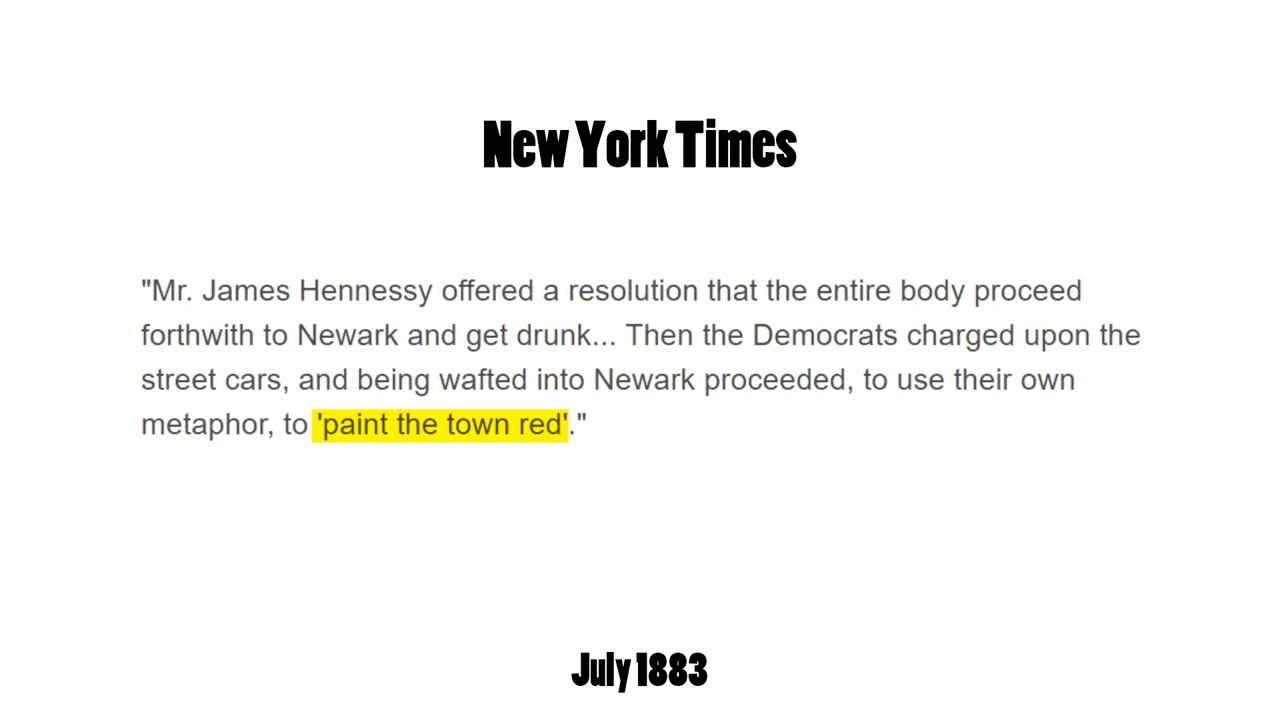 New York Times
"Mr. James Hennessy offered a resolution that the entire body proceed
forthwith to Newark and get drunk... Then the Democrats charged upon the
street cars, and being wafted into Newark proceeded, to use their own
metaphor, to 'paint the town red'."
July 1883